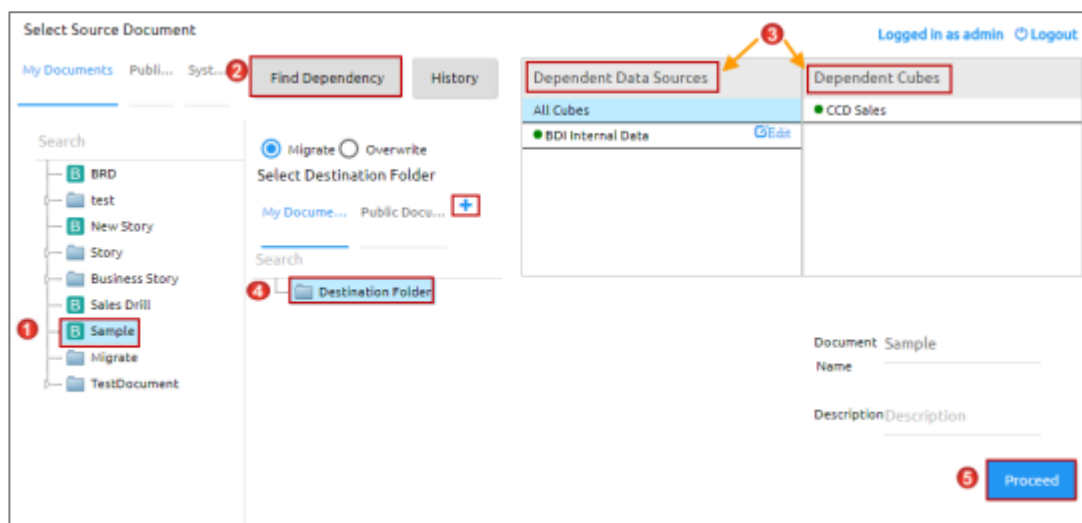 Select Source Document
Logged in as admin Logout
My Documents Publi... Syst...
2
Find Dependency
History
3
Dependent Data Sources
Dependent Cubes
All Cubes
CCD Sales
BDI Internal Data
Edit
Search
B BRD
test
B New Story
Story
Business Story
B Sales Drill
1
B Sample
Migrate
TestDocument
Migrate Overwrite
Select Destination Folder
My Docume... Public Docu... +
Search
4
Destination Folder
Document Name
Sample
Description
Description
5
Proceed